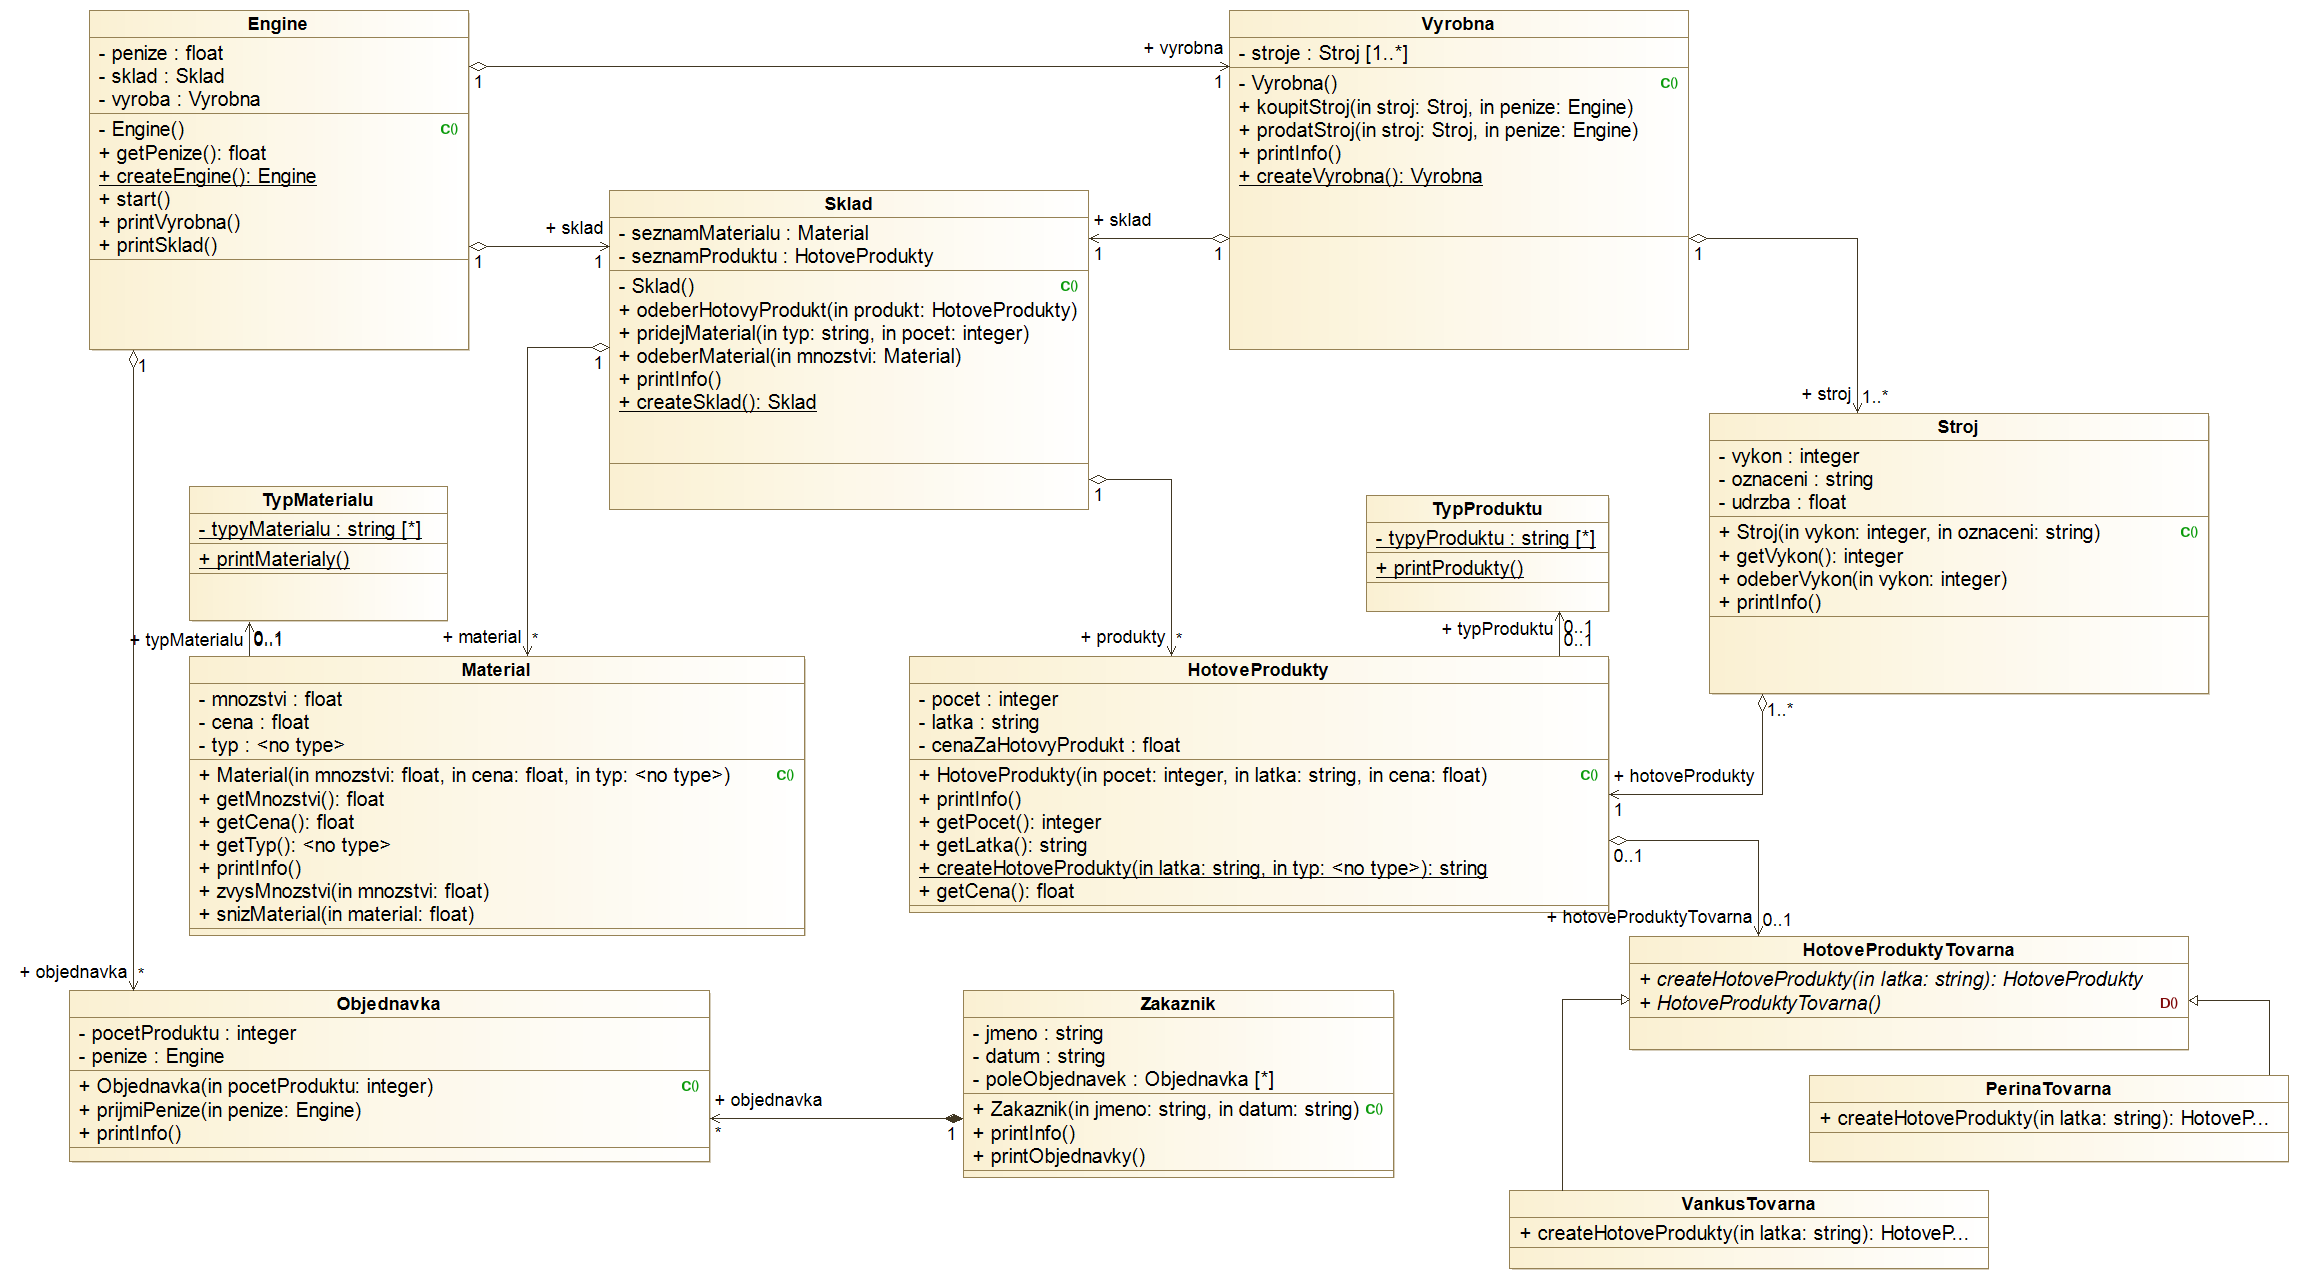 Engine
- penize : float
- sklad : Sklad
- vyroba : Vyrobna
- Engine() C()
+ getPenize(): float
+ createEngine(): Engine
+ start()
+ printVyrobna()
+ printSklad()
+ vyrobna
1
1
Vyrobna
- stroje : Stroj [1..*]
- Vyrobna() C()
+ koupitStroj(in stroj: Stroj, in penize: Engine)
+ prodatStroj(in stroj: Stroj, in penize: Engine)
+ printInfo()
+ createVyrobna(): Vyrobna
+ sklad
1
1
Sklad
- seznamMaterialu : Material
- seznamProduktu : HotoveProdukty
- Sklad() C()
+ odeberHotovyProdukt(in produkt: HotoveProdukty)
+ pridejMaterial(in typ: string, in pocet: integer)
+ odeberMaterial(in mnozstvi: Material)
+ printInfo()
+ createSklad(): Sklad
+ sklad
1
1
1
+ stroj
1..*
1
1
1
Stroj
- vykon : integer
- oznaceni : string
- udrzba : float
+ Stroj(in vykon: integer, in oznaceni: string) C()
+ getVykon(): integer
+ odeberVykon(in vykon: integer)
+ printInfo()
TypMaterialu
- typyMaterialu : string [*]
+ printMaterialy()
TypProduktu
- typyProduktu : string [*]
+ printProdukty()
+ typMaterialu
0..1
+ material
*
+ produkty
*
+ typProduktu
0..1
0..1
Material
- mnozstvi : float
- cena : float
- typ : <no type>
+ Material(in mnozstvi: float, in cena: float, in typ: <no type>) C()
+ getMnozstvi(): float
+ getCena(): float
+ getTyp(): <no type>
+ printInfo()
+ zvysMnozstvi(in mnozstvi: float)
+ snizMaterial(in material: float)
HotoveProdukty
- pocet : integer
- latka : string
- cenaZaHotovyProdukt : float
+ HotoveProdukty(in pocet: integer, in latka: string, in cena: float) C()
+ printInfo()
+ getPocet(): integer
+ getLatka(): string
+ createHotoveProdukty(in latka: string, in typ: <no type>): string
+ getCena(): float
1..*
+ hotoveProdukty
1
0..1
+ hotoveProduktyTovarna
0..1
HotoveProduktyTovarna
+ createHotoveProdukty(in latka: string): HotoveProdukty
+ HotoveProduktyTovarna() D()
+ objednavka
*
Objednavka
- pocetProduktu : integer
- penize : Engine
+ Objednavka(in pocetProduktu: integer) C()
+ prijmiPenize(in penize: Engine)
+ printInfo()
+ objednavka
*
1
Zakaznik
- jmeno : string
- datum : string
- poleObjednavek : Objednavka [*]
+ Zakaznik(in jmeno: string, in datum: string) C()
+ printInfo()
+ printObjednavky()
PerinaTovarna
+ createHotoveProdukty(in latka: string): HotoveP...
VankusTovarna
+ createHotoveProdukty(in latka: string): HotoveP...